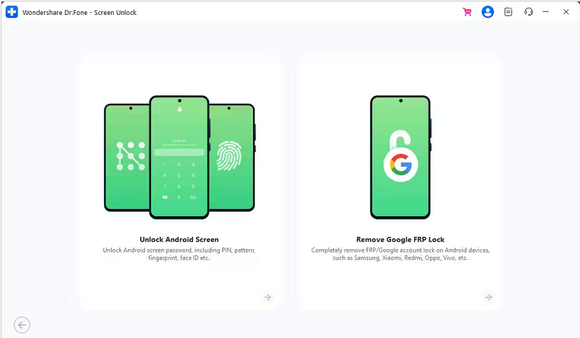 Wondershare Dr.Fone - Screen Unlock
Unlock Android Screen
Unlock Android screen password, including PIN, pattern,
fingerprint, face ID etc.
Remove Google FRP Lock
Completely remove FRP/Google account lock on Android devices,
such as Samsung, Xiaomi, Redmi, Oppo, Vivo, etc.